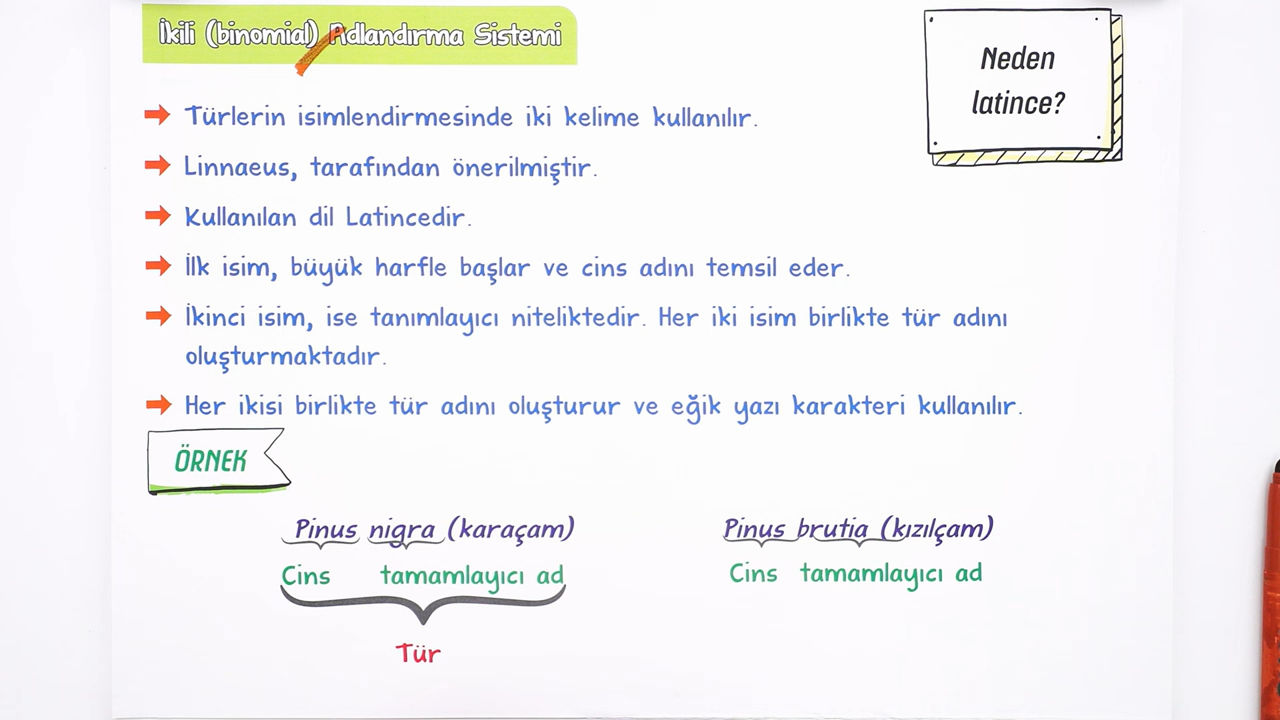 İkili (binomial) Adlandırma Sistemi
Neden
latince?
Türlerin isimlendirmesinde iki kelime kullanılır.
Linnaeus, tarafından önerilmiştir.
Kullanılan dil Latincedir.
İlk isim, büyük harfle başlar ve cins adını temsil eder.
İkinci isim, ise tanımlayıcı niteliktedir. Her iki isim birlikte tür adını
oluşturmaktadır.
Her ikisi birlikte tür adını oluşturur ve eğik yazı karakteri kullanılır.
ÖRNEK
Pinus nigra (karaçam)
Pinus brutia (kızılçam)
Cins tamamlayıcı ad
Cins tamamlayıcı ad
Tür